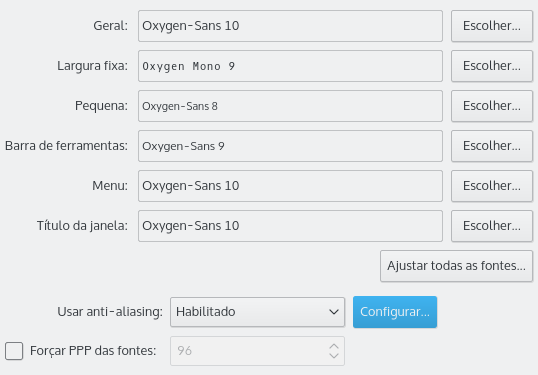 Geral: Oxygen-Sans 10 Escolher...
Largura fixa: Oxygen Mono 9 Escolher...
Pequena: Oxygen-Sans 8 Escolher...
Barra de ferramentas: Oxygen-Sans 9 Escolher...
Menu: Oxygen-Sans 10 Escolher...
Título da janela: Oxygen-Sans 10 Escolher...
Ajustar todas as fontes...
Usar anti-aliasing: Habilitado Configurar...
Forçar PPP das fontes: 96